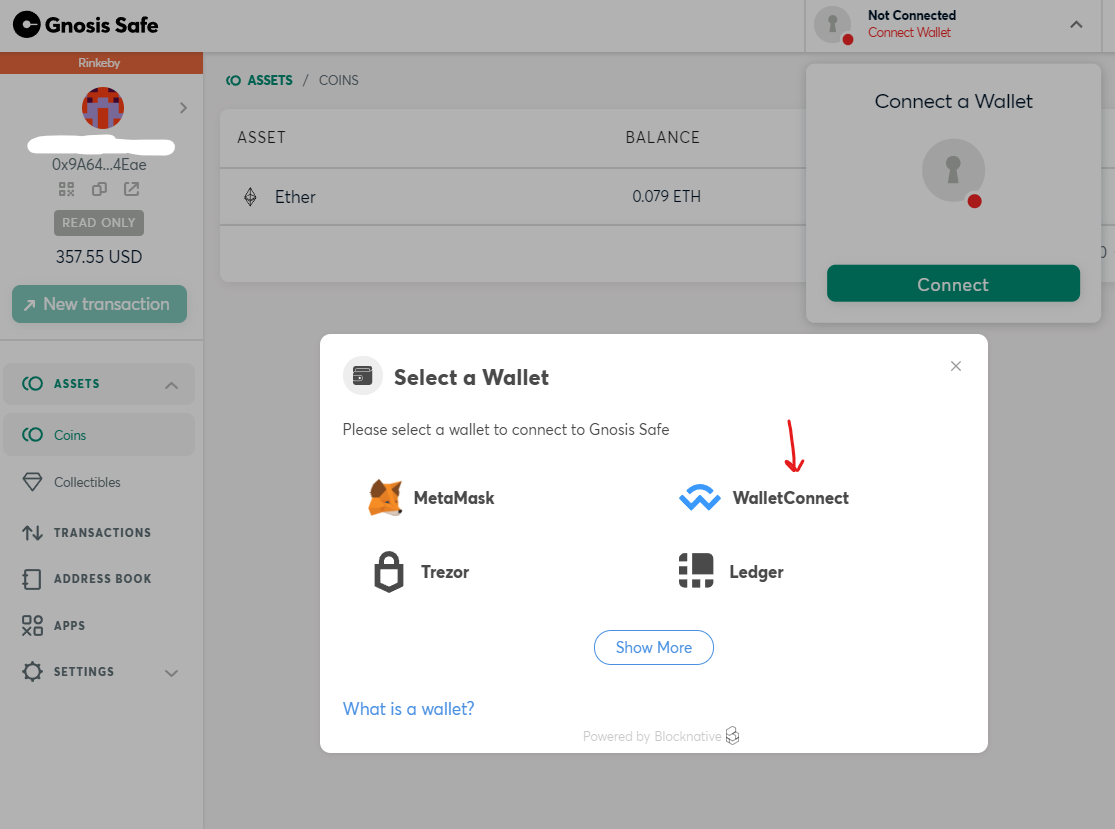 Gnosis Safe
Not Connected
Connect Wallet
Rinkeby
0x9A64...4Eae
READ ONLY
357.55 USD
New transaction
ASSETS
Coins
Collectibles
TRANSACTIONS
ADDRESS BOOK
APPS
SETTINGS
ASSETS / COINS
ASSET BALANCE
Ether 0.079 ETH
Connect a Wallet
Connect
Select a Wallet
Please select a wallet to connect to Gnosis Safe
MetaMask WalletConnect
Trezor Ledger
Show More
What is a wallet?
Powered by Blocknative